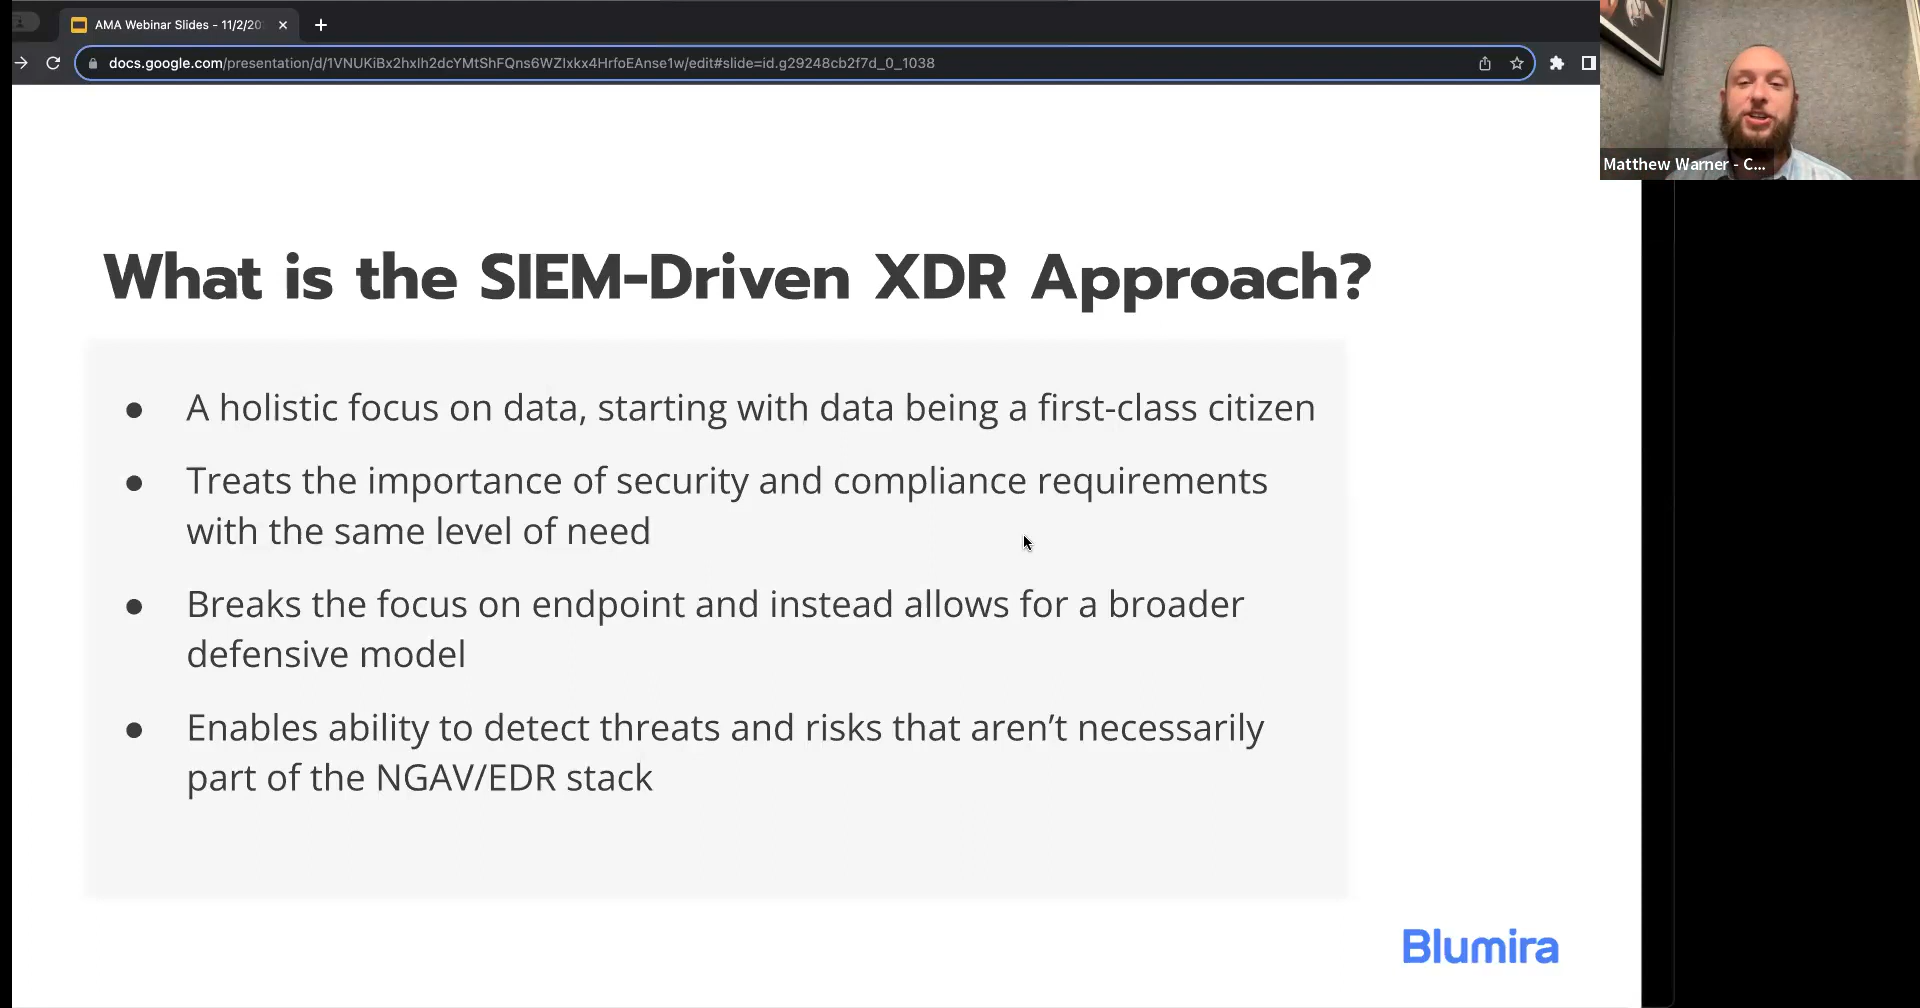 AMA Webinar Slides - 11/2/20
docs.google.com/presentation/d/1VNUKiBx2hxIh2dcYMtShFQns6WZIxkx4HrfoEAnse1w/edit#slide=id.g29248cb2f7d_0_1038
Matthew Warner - C...
What is the SIEM-Driven XDR Approach?
● A holistic focus on data, starting with data being a first-class citizen
● Treats the importance of security and compliance requirements
with the same level of need
● Breaks the focus on endpoint and instead allows for a broader
defensive model
● Enables ability to detect threats and risks that aren’t necessarily
part of the NGAV/EDR stack
Blumira